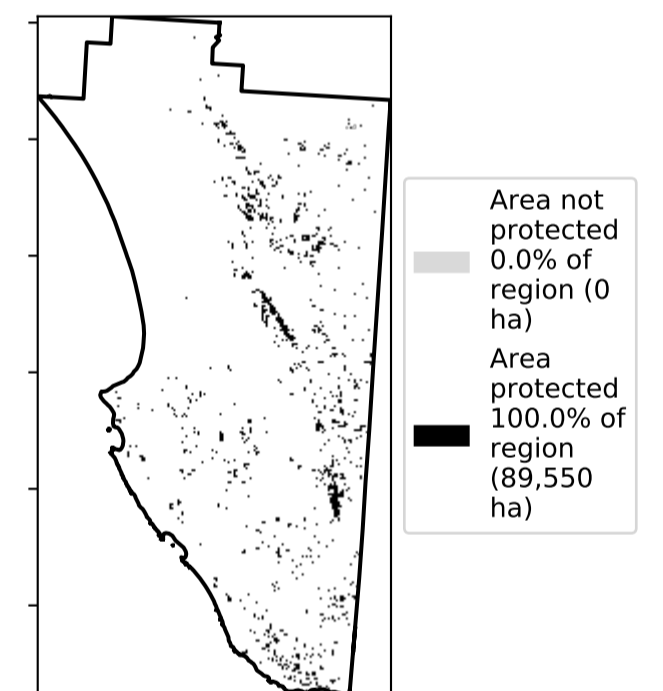 Area not
protected
0.0% of
region (0
ha)
Area
protected
100.0% of
region
(89,550
ha)